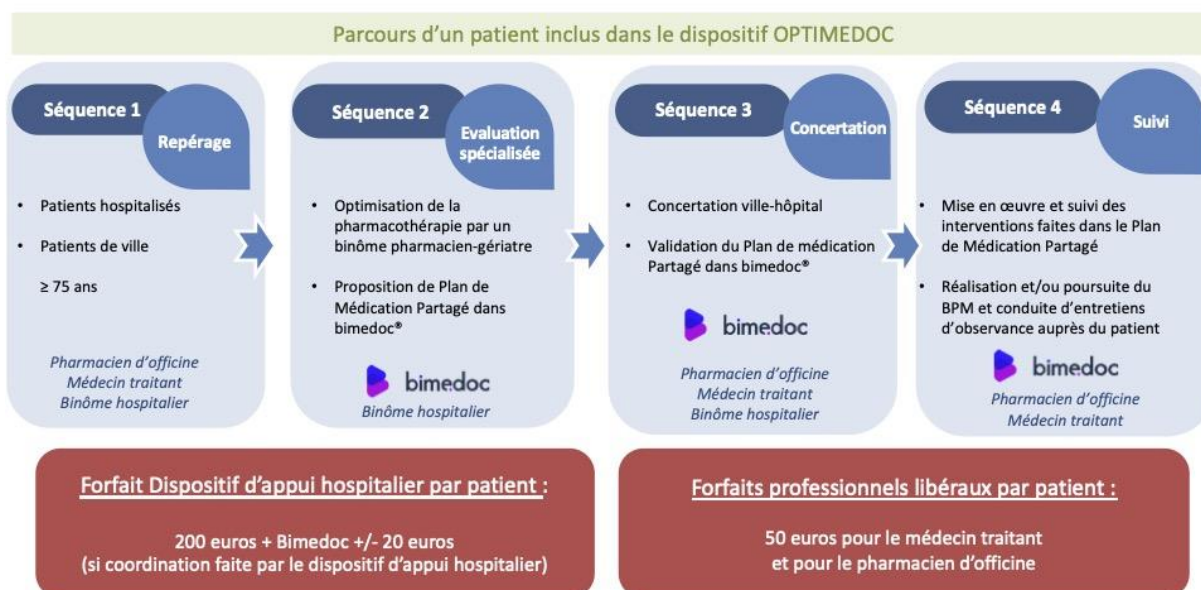 Parcours d'un patient inclus dans le dispositif OPTIMEDOC
Séquence 1
Repérage
• Patients hospitalisés
• Patients de ville
≥ 75 ans
Pharmacien d'officine
Médecin traitant
Binôme hospitalier
Séquence 2
Evaluation
spécialisée
• Optimisation de la
pharmacothérapie par un
binôme pharmacien-gériatre
• Proposition de Plan de
Médication Partagé dans
bimedoc®
bimedoc
Binôme hospitalier
Séquence 3
Concertation
• Concertation ville-hôpital
• Validation du Plan de médication
Partagé dans bimedoc®
bimedoc
Pharmacien d'officine
Médecin traitant
Binôme hospitalier
Séquence 4
Suivi
• Mise en œuvre et suivi des
interventions faites dans le Plan
de Médication Partagé
• Réalisation et/ou poursuite du
BPM et conduite d'entretiens
d'observance auprès du patient
bimedoc
Pharmacien d'officine
Médecin traitant
Forfait Dispositif d'appui hospitalier par patient :
200 euros + Bimedoc +/- 20 euros
(si coordination faite par le dispositif d'appui hospitalier)
Forfaits professionnels libéraux par patient :
50 euros pour le médecin traitant
et pour le pharmacien d'officine